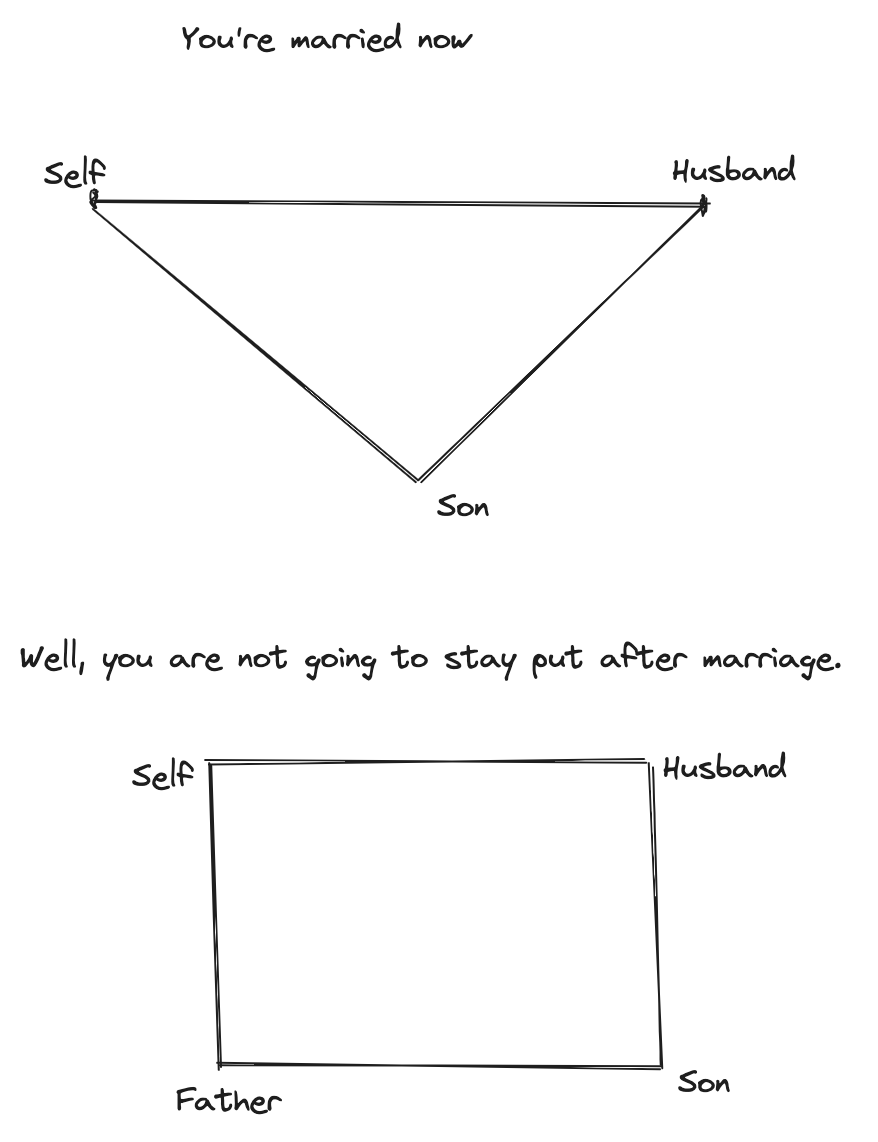 You're married now
Self
Husband
Son
Well, you are not going to stay put after marriage.
Self
Husband
Father
Son